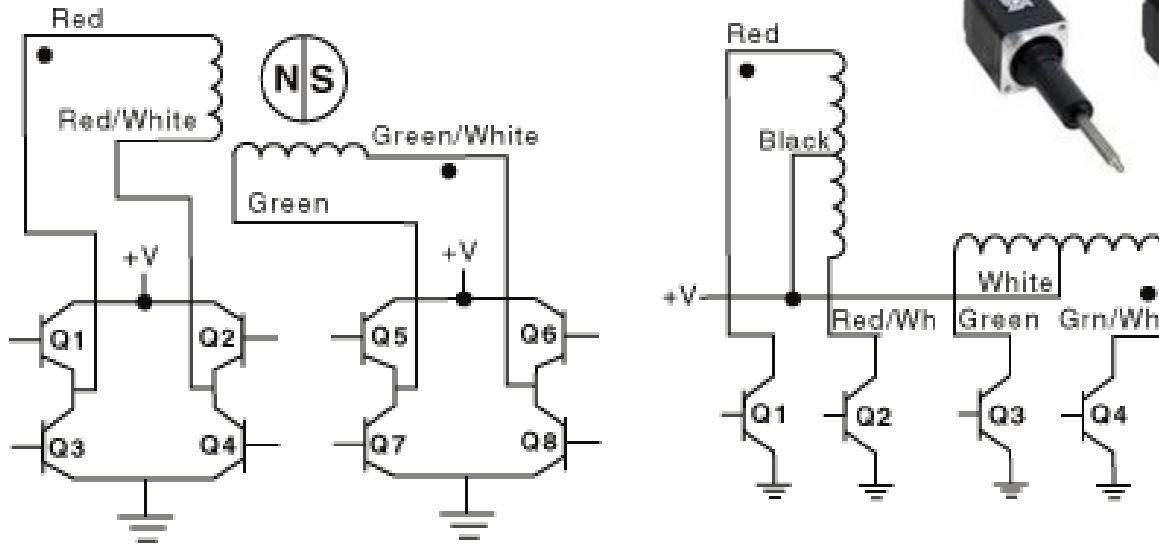 Red
Red/White
N S
Green/White
Green
+V
+V
Q1
Q2
Q5
Q6
Q3
Q4
Q7
Q8
Red
Black
White
+V
Red/Wh
Green
Grn/Wh
Q1
Q2
Q3
Q4